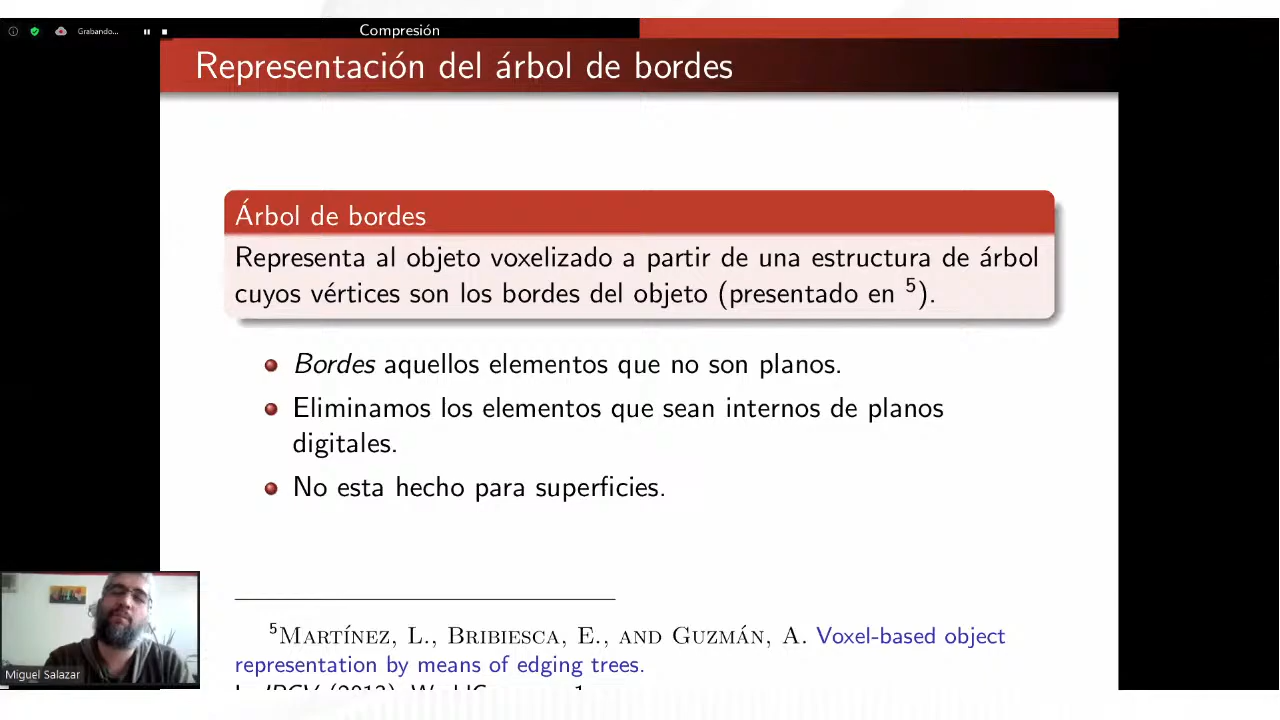 Grabando...
Compresión
Representación del árbol de bordes
Árbol de bordes
Representa al objeto voxelizado a partir de una estructura de árbol
cuyos vértices son los bordes del objeto (presentado en ⁵).
Bordes aquellos elementos que no son planos.
Eliminamos los elementos que sean internos de planos
digitales.
No esta hecho para superficies.
⁵MARTÍNEZ, L., BRIBIESCA, E., AND GUZMÁN, A. Voxel-based object
representation by means of edging trees.
Miguel Salazar